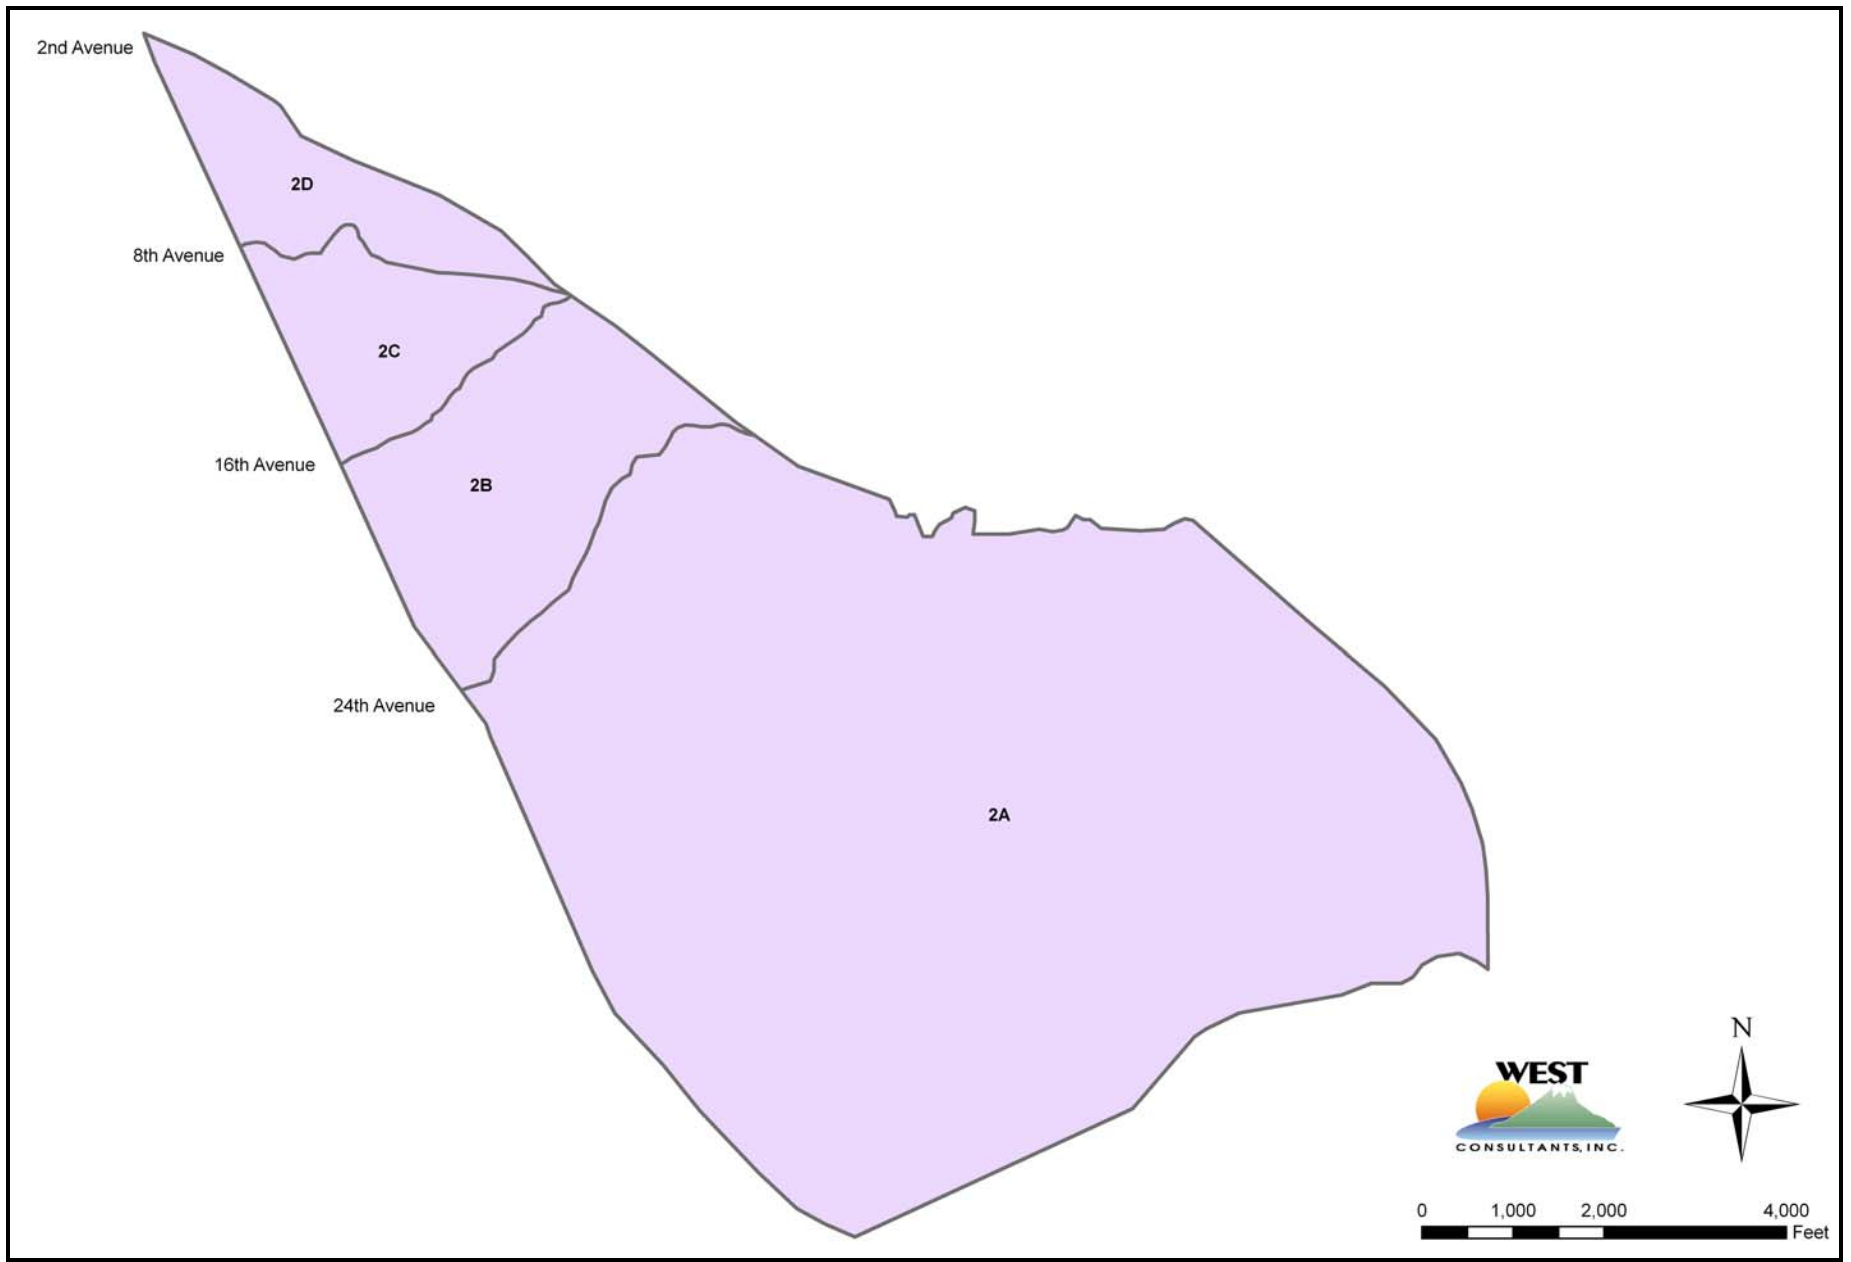 2nd Avenue
2D
8th Avenue
2C
16th Avenue
2B
24th Avenue
2A
N
WEST
CONSULTANTS, INC.
0 1,000 2,000 4,000
Feet